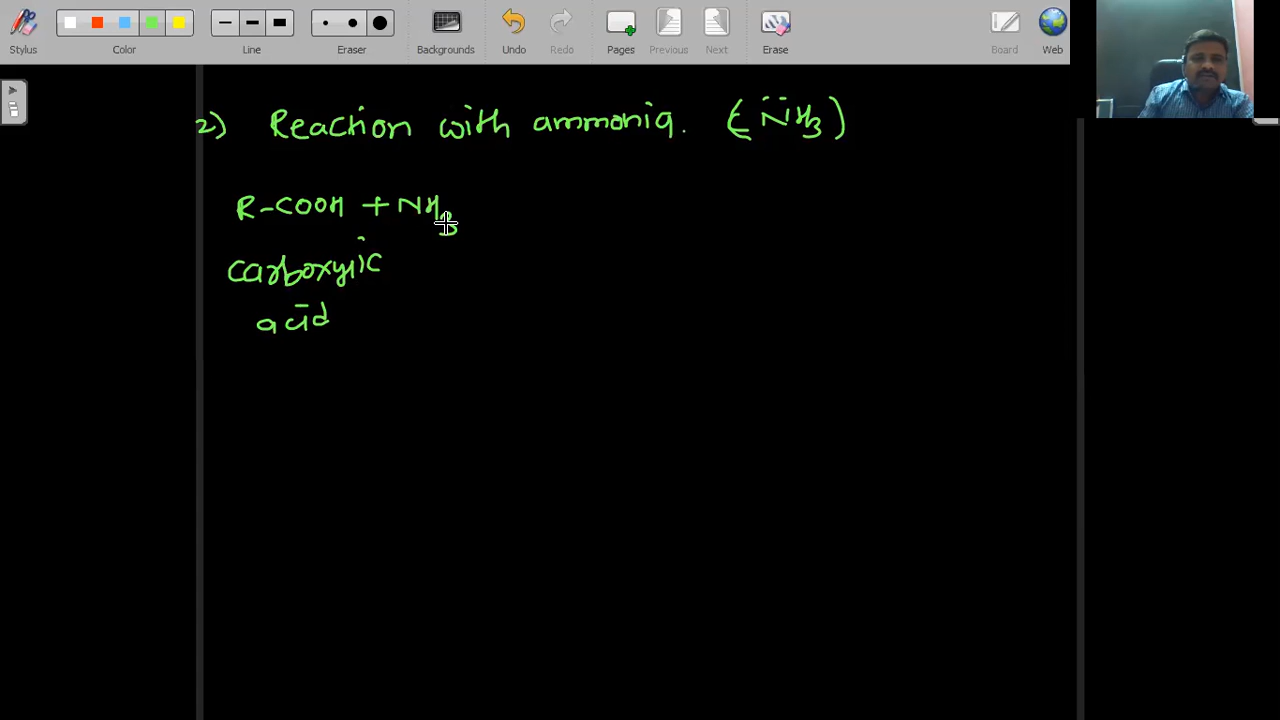 Stylus
Color
Line
Eraser
Backgrounds
Undo
Redo
Pages
Previous
Next
Erase
Board
Web
2) Reaction with ammonia. (N̈H3)
R-COOH + NH3
carboxylic
acid